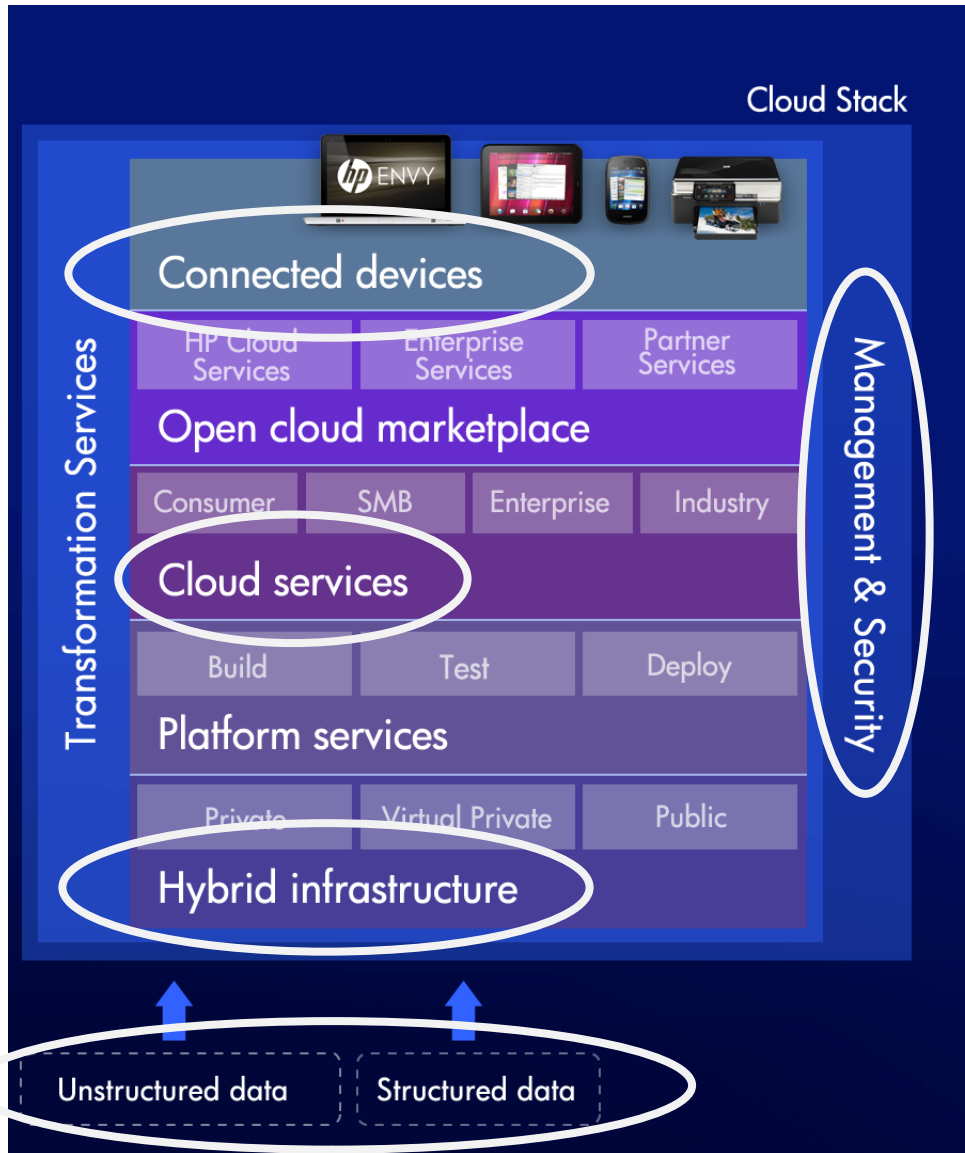 Cloud Stack
hp ENVY
Connected devices
HP Cloud
Services
Enterprise
Services
Partner
Services
Open cloud marketplace
Consumer
SMB
Enterprise
Industry
Cloud services
Build
Test
Deploy
Platform services
Private
Virtual Private
Public
Hybrid infrastructure
Transformation Services
Management & Security
Unstructured data
Structured data